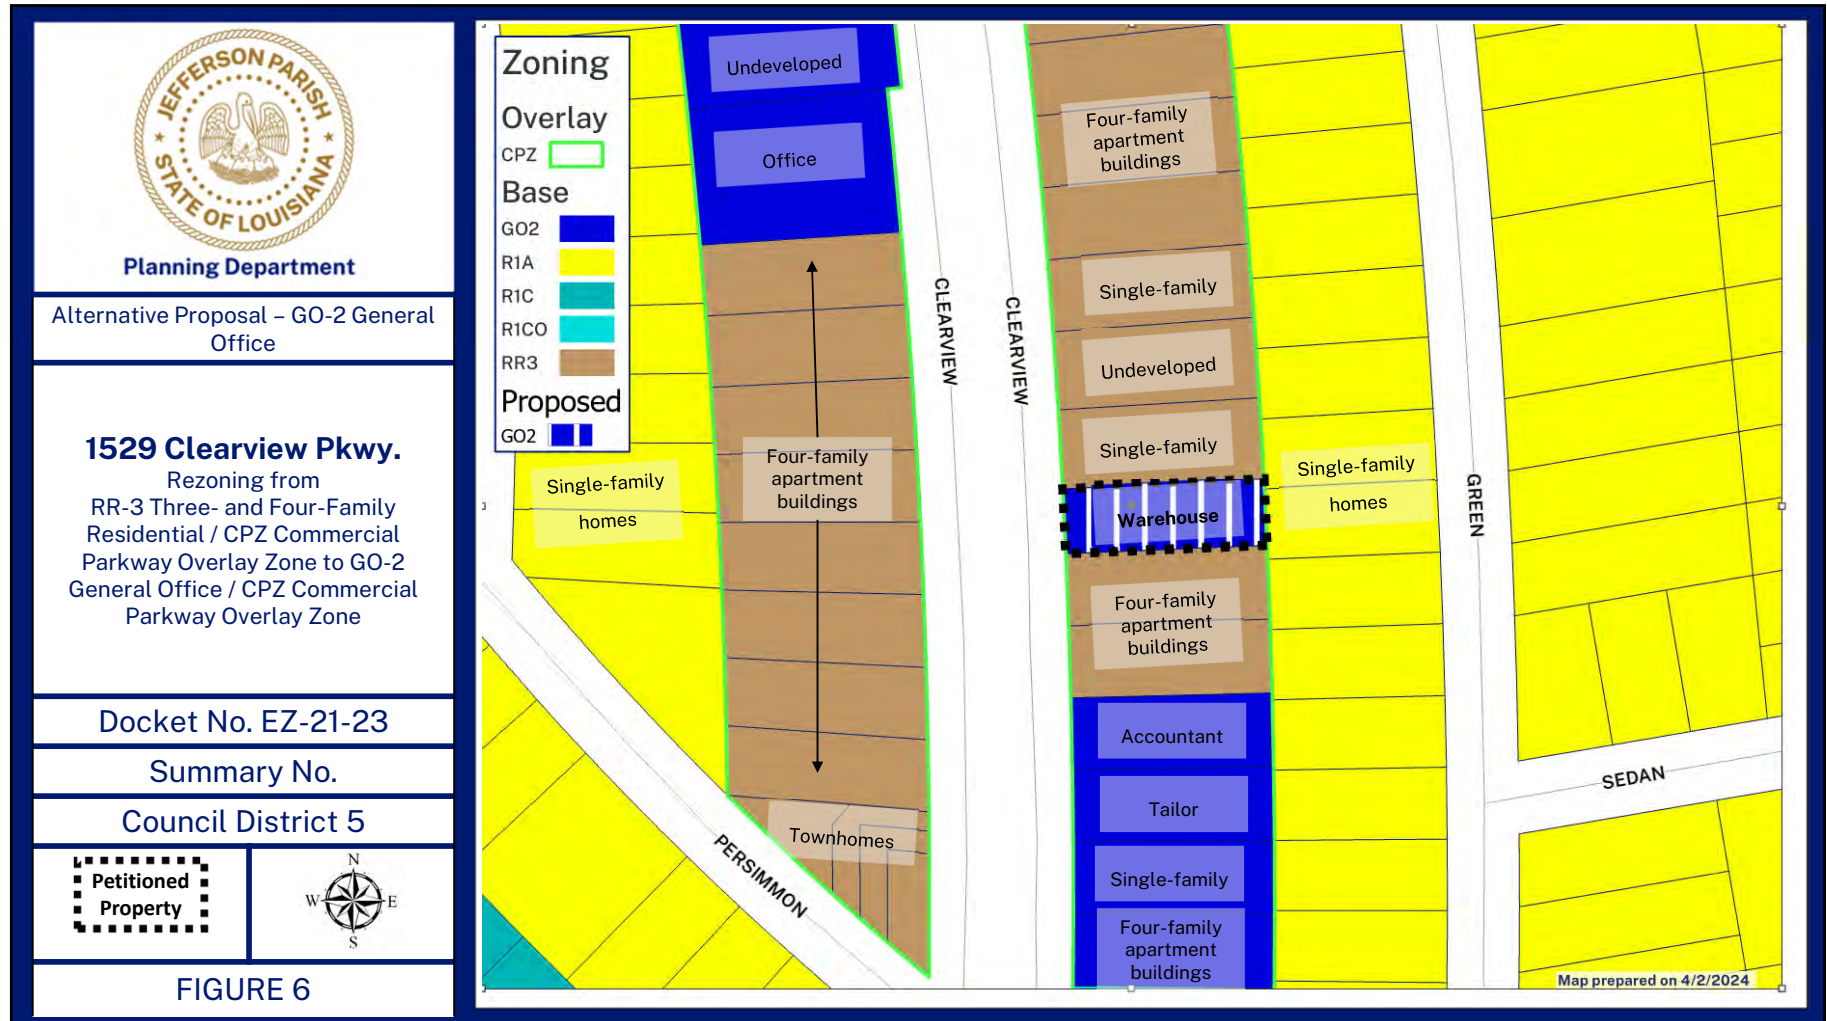 JEFFERSON PARISH
STATE OF LOUISIANA
Planning Department
Alternative Proposal – GO-2 General
Office
1529 Clearview Pkwy.
Rezoning from
RR-3 Three- and Four-Family
Residential / CPZ Commercial
Parkway Overlay Zone to GO-2
General Office / CPZ Commercial
Parkway Overlay Zone
Docket No. EZ-21-23
Summary No.
Council District 5
Petitioned
Property
N
W
E
S
FIGURE 6
Zoning
Overlay
CPZ
Base
GO2
R1A
R1C
R1CO
RR3
Proposed
GO2
Undeveloped
Office
Four-family
apartment
buildings
Single-family
homes
Townhomes
PERSIMMON
CLEARVIEW
CLEARVIEW
Four-family
apartment
buildings
Single-family
Undeveloped
Single-family
Warehouse
Four-family
apartment
buildings
Accountant
Tailor
Single-family
Four-family
apartment
buildings
Single-family
homes
GREEN
SEDAN
Map prepared on 4/2/2024